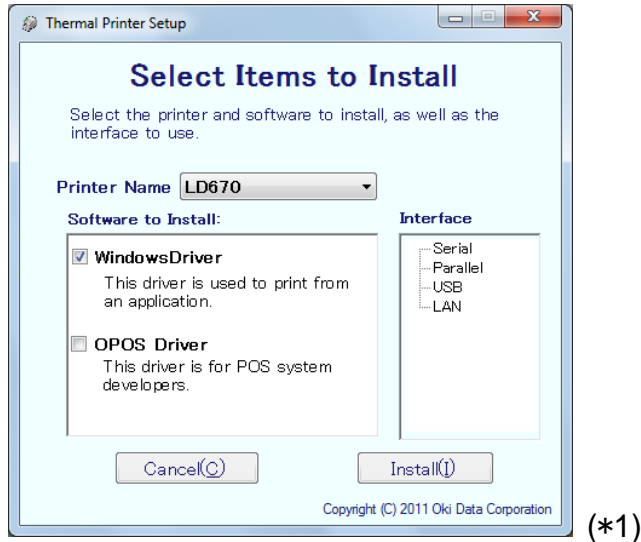 Thermal Printer Setup
Select Items to Install
Select the printer and software to install, as well as the
interface to use.
Printer Name LD670
Software to Install:
WindowsDriver
This driver is used to print from
an application.
OPOS Driver
This driver is for POS system
developers.
Interface
Serial
Parallel
USB
LAN
Cancel(C)
Install(I)
Copyright (C) 2011 Oki Data Corporation
(*1)